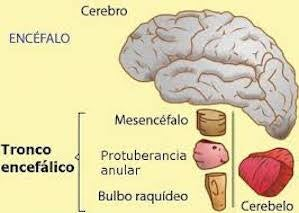 Cerebro
ENCÉFALO
Mesencéfalo
Tronco
encefálico
Protuberancia
anular
Bulbo raquídeo
Cerebelo